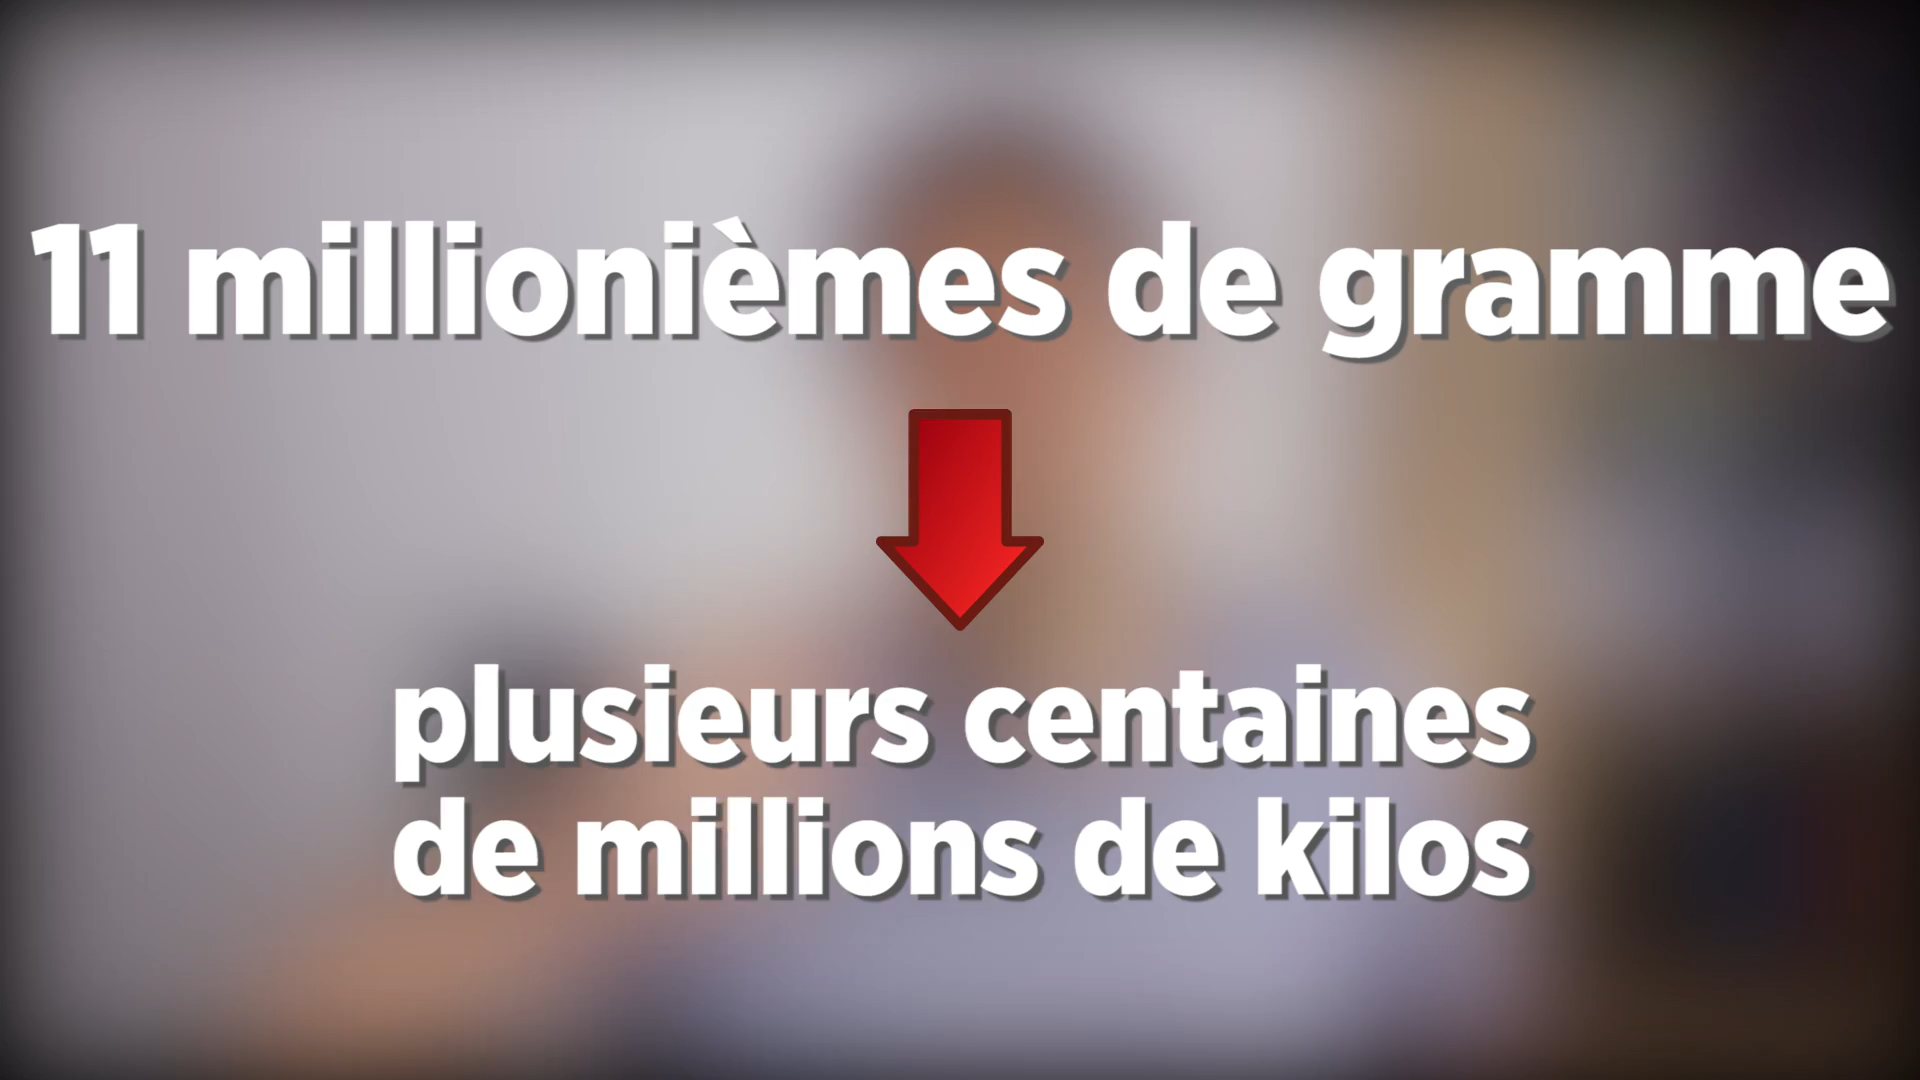 11 millionièmes de gramme
plusieurs centaines
de millions de kilos